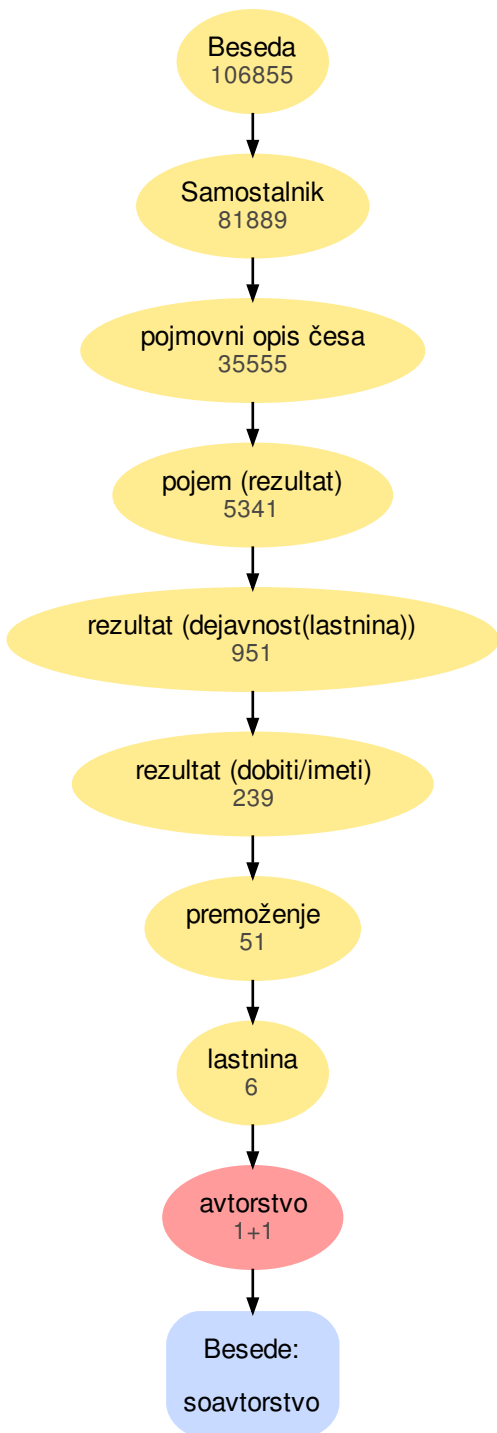 Beseda
106855
Samostalnik
81889
pojmovni opis česa
35555
pojem (rezultat)
5341
rezultat (dejavnost(lastnina))
951
rezultat (dobiti/imeti)
239
premoženje
51
lastnina
6
avtorstvo
1+1
Besede:
soavtorstvo